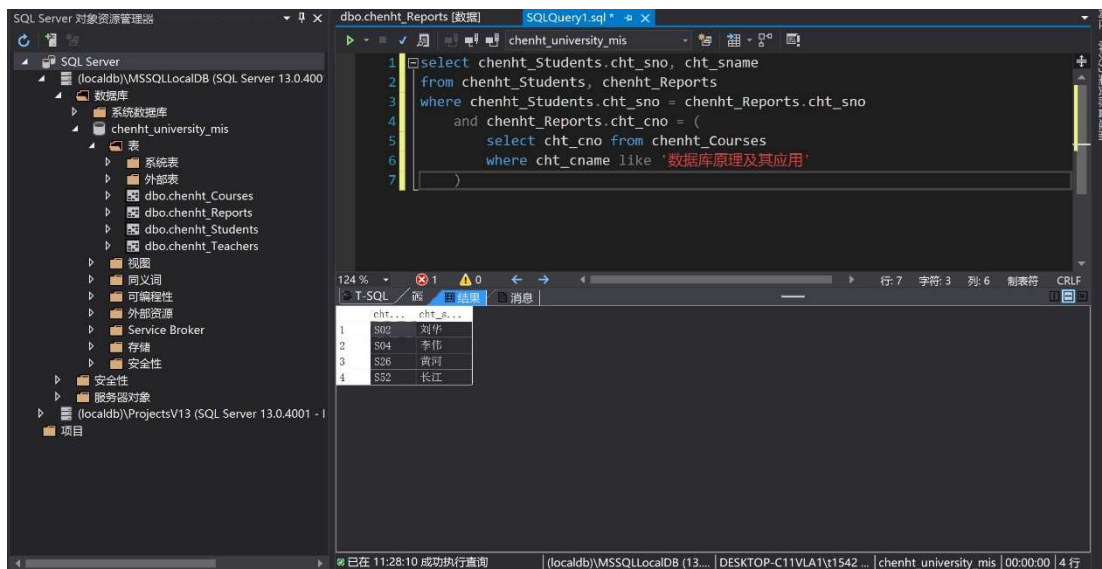 SQL Server 对象资源管理器
SQL Server
(localdb)\MSSQLLocalDB (SQL Server 13.0.400
数据库
系统数据库
chenht_university_mis
表
系统表
外部表
dbo.chenht_Courses
dbo.chenht_Reports
dbo.chenht_Students
dbo.chenht_Teachers
视图
同义词
可编程性
外部资源
Service Broker
存储
安全性
安全性
服务器对象
(localdb)\ProjectsV13 (SQL Server 13.0.4001 - I
项目
dbo.chenht_Reports [数据] SQLQuery1.sql *
chenht_university_mis
1 select chenht_Students.cht_sno, cht_sname
2 from chenht_Students, chenht_Reports
3 where chenht_Students.cht_sno = chenht_Reports.cht_sno
4 and chenht_Reports.cht_cno = (
5 select cht_cno from chenht_Courses
6 where cht_cname like '数据库原理及其应用'
7 )
124 % 1 0 行: 7 字符: 3 列: 6 制表符 CRLF
T-SQL 结果 消息
cht... cht_s...
1 S02 刘华
2 S04 李伟
3 S26 黄河
4 S52 长江
已在 11:28:10 成功执行查询 (localdb)\MSSQLLocalDB (13.... DESKTOP-C11VLA1\t1542 ... chenht_university_mis 00:00:00 4 行